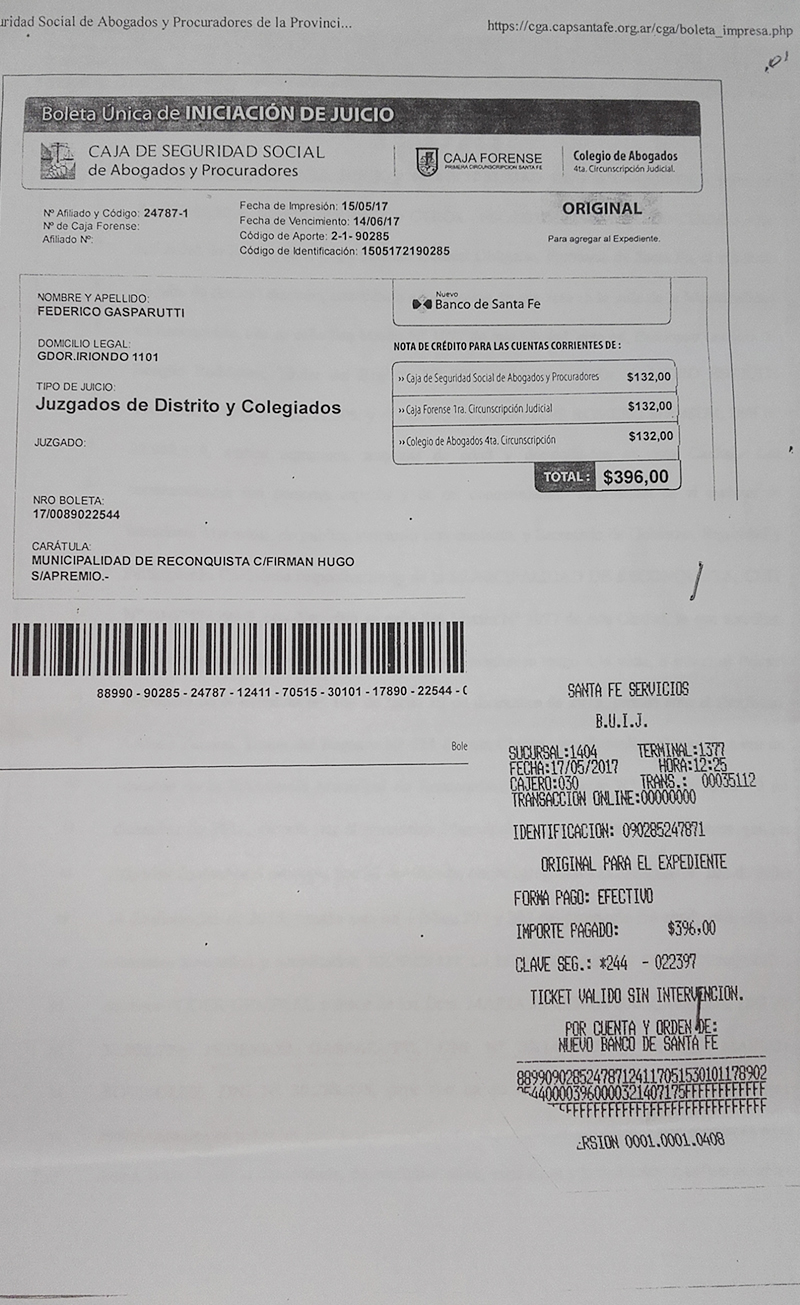 uridad Social de Abogados y Procuradores de la Provinci...
https://cga.capsantafe.org.ar/cga/boleta_impresa.php
Boleta Única de INICIACIÓN DE JUICIO
CAJA DE SEGURIDAD SOCIAL
de Abogados y Procuradores
CAJA FORENSE
PRIMERA CIRCUNSCRIPCION SANTA FE
Colegio de Abogados
4ta. Circunscripción Judicial.
Nº Afiliado y Código: 24787-1
Nº de Caja Forense:
Afiliado Nº:
Fecha de Impresión: 15/05/17
Fecha de Vencimiento: 14/06/17
Código de Aporte: 2-1- 90285
Código de Identificación: 1505172190285
ORIGINAL
Para agregar al Expediente.
NOMBRE Y APELLIDO:
FEDERICO GASPARUTTI
DOMICILIO LEGAL:
GDOR.IRIONDO 1101
TIPO DE JUICIO:
Juzgados de Distrito y Colegiados
JUZGADO:
NRO BOLETA:
17/0089022544
CARÁTULA:
MUNICIPALIDAD DE RECONQUISTA C/FIRMAN HUGO
S/APREMIO.-
Nuevo
Banco de Santa Fe
NOTA DE CRÉDITO PARA LAS CUENTAS CORRIENTES DE :
›› Caja de Seguridad Social de Abogados y Procuradores $132,00
›› Caja Forense 1ra. Circunscripción Judicial $132,00
›› Colegio de Abogados 4ta. Circunscripción $132,00
TOTAL : $396,00
88990 - 90285 - 24787 - 12411 - 70515 - 30101 - 17890 - 22544 - 0
Bole
SANTA FE SERVICIOS
B.U.I.J.
SUCURSAL:1404 TERMINAL:1377
FECHA:17/05/2017 HORA:12:25
CAJERO:030 TRANS.: 00035112
TRANSACCION ONLINE:00000000
IDENTIFICACION: 090285247871
ORIGINAL PARA EL EXPEDIENTE
FORMA PAGO: EFECTIVO
IMPORTE PAGADO: $396,00
CLAVE SEG.: *244 - 022397
TICKET VALIDO SIN INTERVENCION.
POR CUENTA Y ORDEN DE:
NUEVO BANCO DE SANTA FE
889909028524787124117051530101178902
2544000039600003214071​75FFFFFFFFFFFFFF
RSION 0001.0001.0408